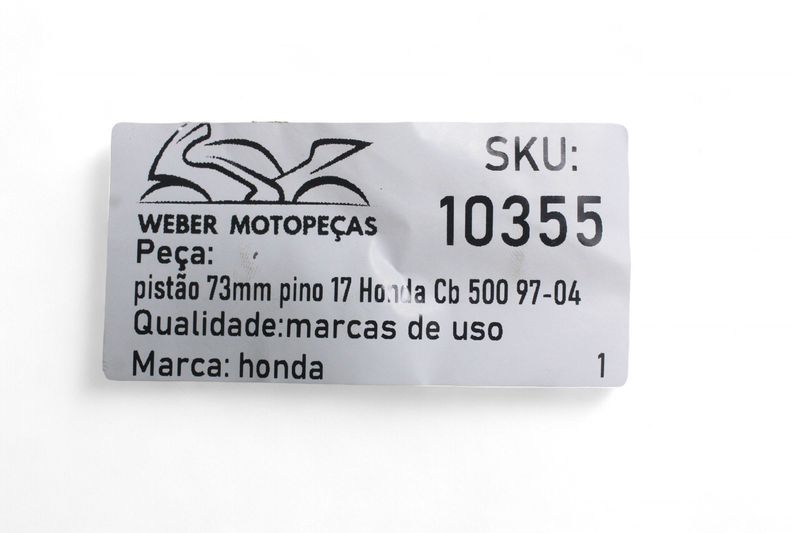 WEBER MOTOPEÇAS
SKU:
10355
Peça:
pistão 73mm pino 17 Honda Cb 500 97-04
Qualidade:marcas de uso
Marca: honda
1